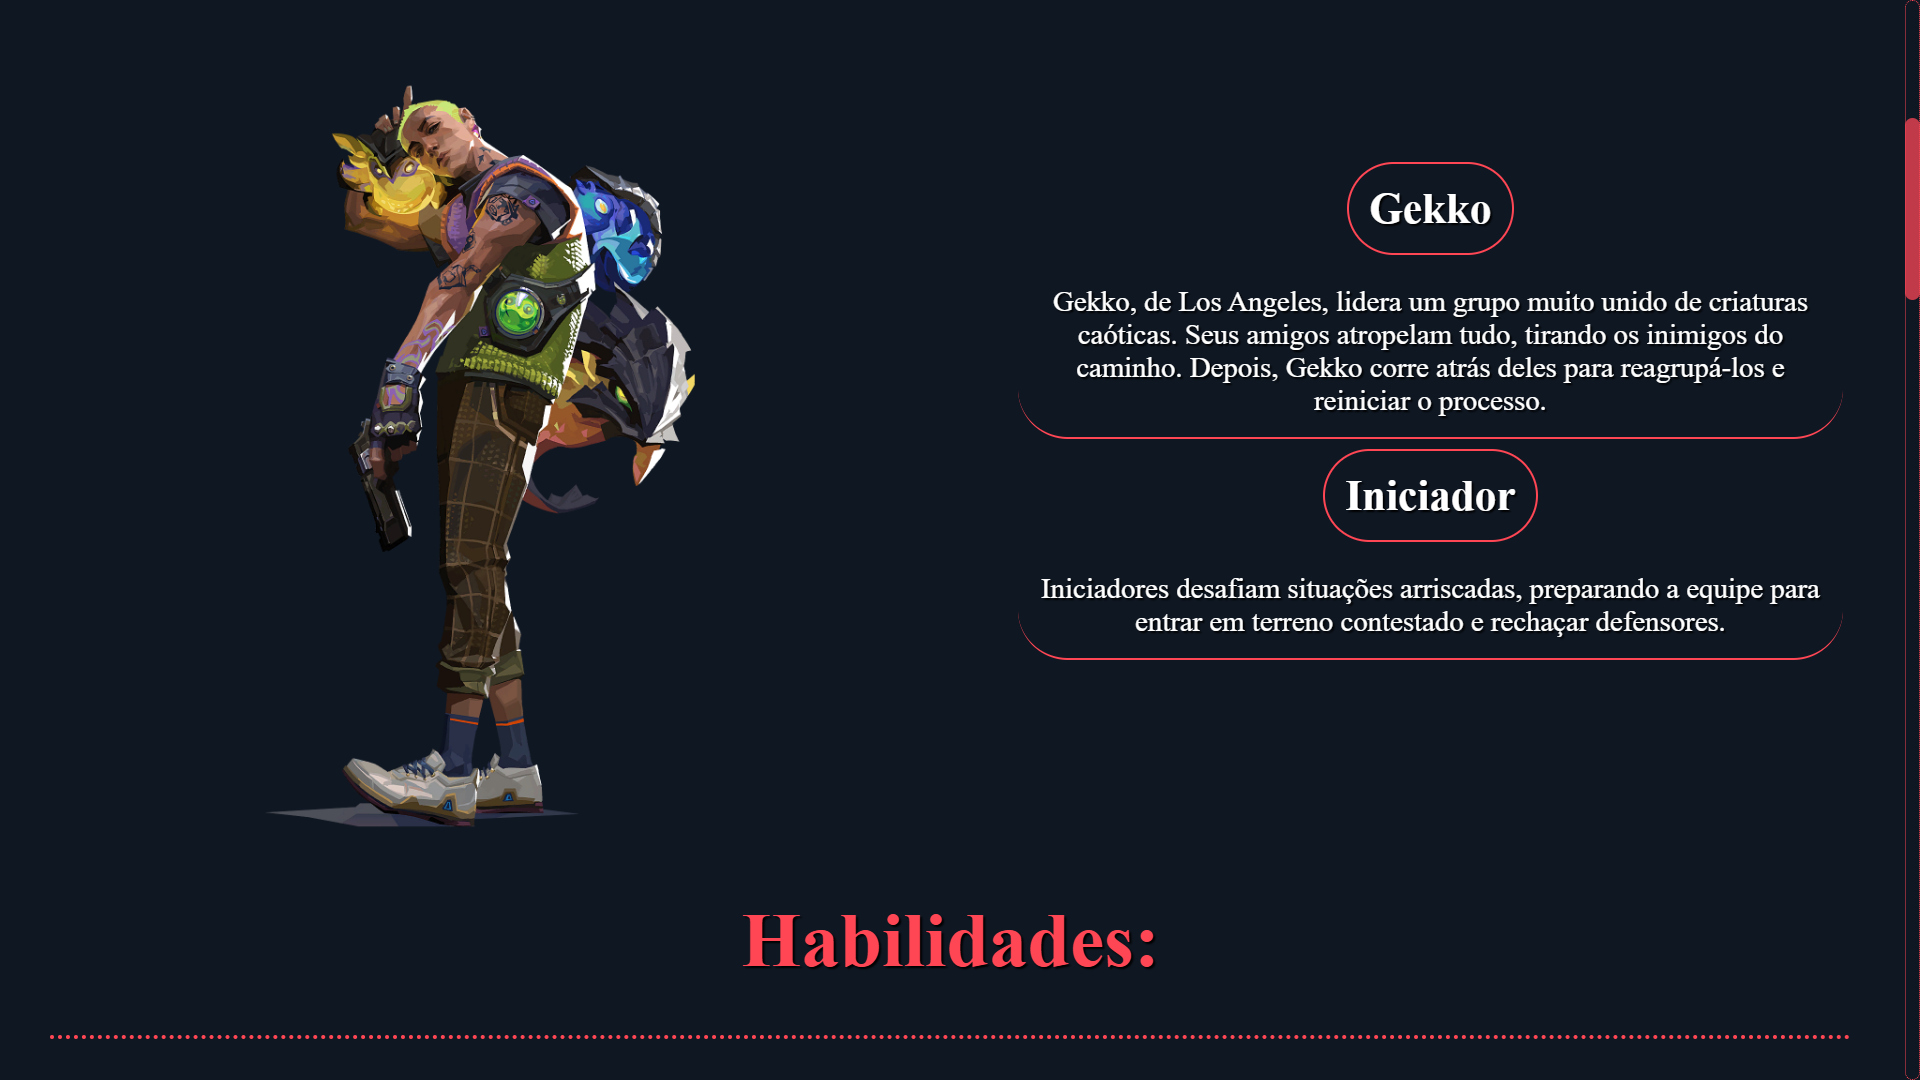 Gekko
Gekko, de Los Angeles, lidera um grupo muito unido de criaturas
caóticas. Seus amigos atropelam tudo, tirando os inimigos do
caminho. Depois, Gekko corre atrás deles para reagrupá-los e
reiniciar o processo.
Iniciador
Iniciadores desafiam situações arriscadas, preparando a equipe para
entrar em terreno contestado e rechaçar defensores.
Habilidades: